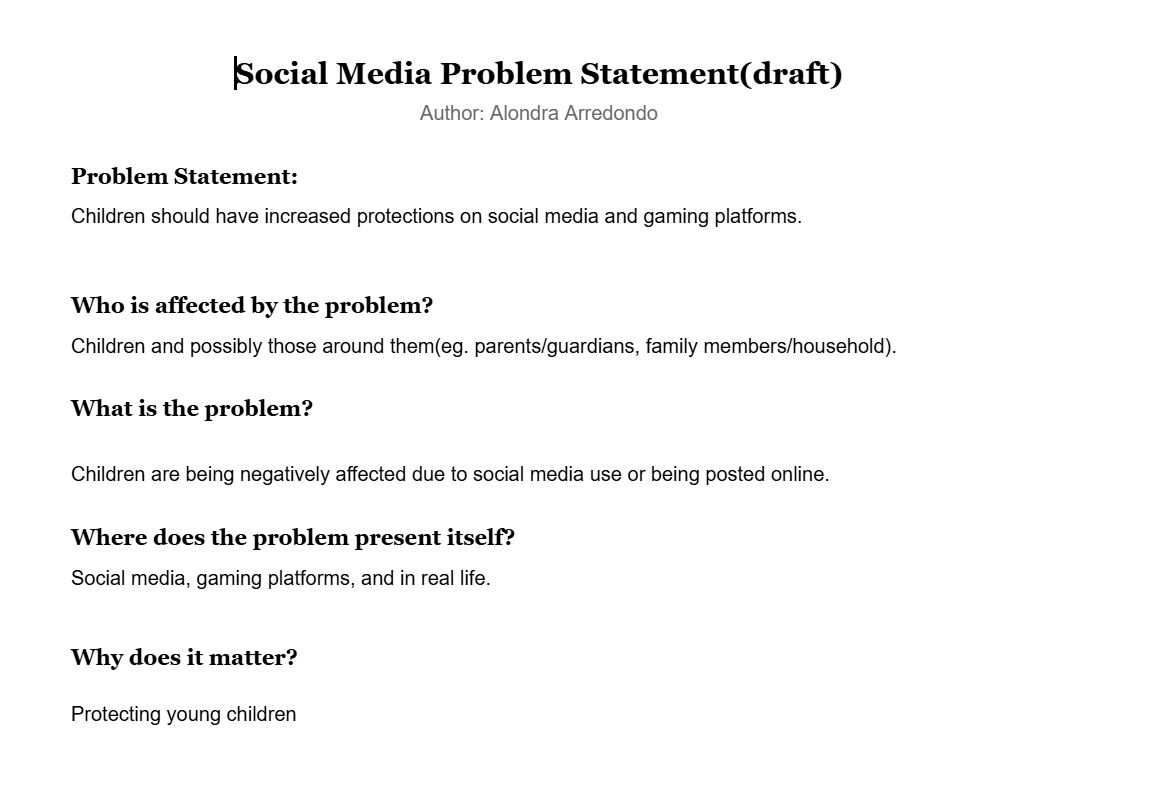 Social Media Problem Statement(draft)
Author: Alondra Arredondo
Problem Statement:
Children should have increased protections on social media and gaming platforms.
Who is affected by the problem?
Children and possibly those around them(eg. parents/guardians, family members/household).
What is the problem?
Children are being negatively affected due to social media use or being posted online.
Where does the problem present itself?
Social media, gaming platforms, and in real life.
Why does it matter?
Protecting young children